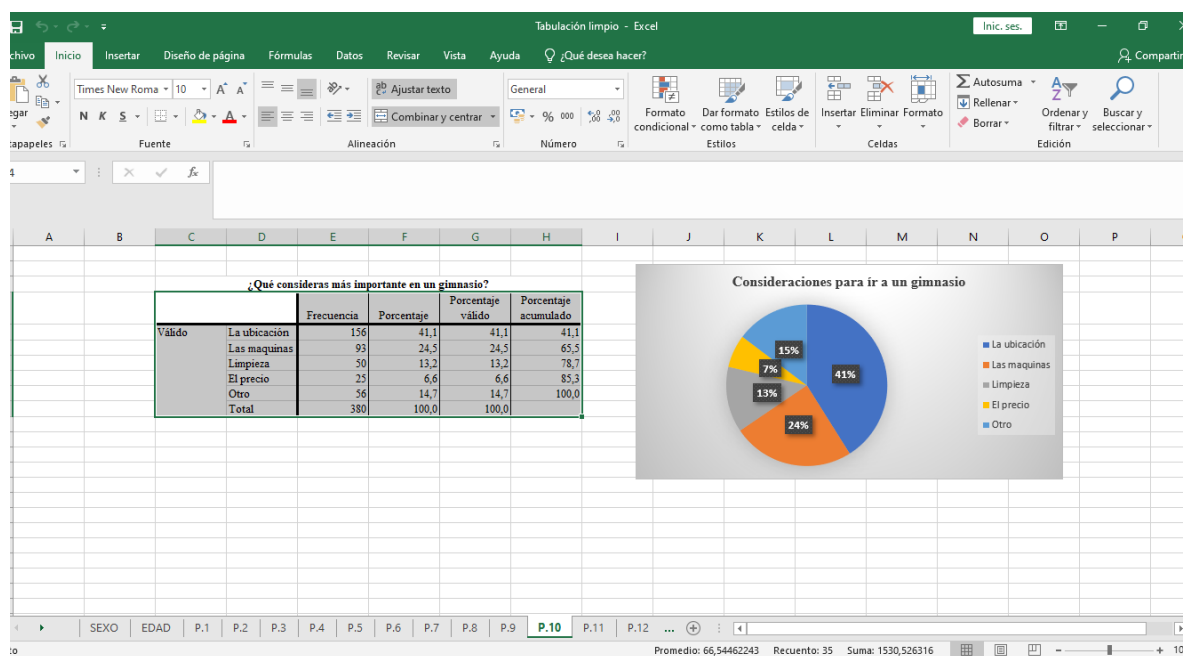 Tabulación limpio - Excel
Inic. ses.
chivo Inicio Insertar Diseño de página Fórmulas Datos Revisar Vista Ayuda ¿Qué desea hacer? Compartir
Times New Roma 10 A A Ajustar texto General Autosuma
egar N K S A Combinar y centrar % 000 Formato condicional Dar formato como tabla Estilos de celda Insertar Eliminar Formato Rellenar Borrar Ordenar y filtrar Buscar y seleccionar
tapapeles Fuente Alineación Número Estilos Celdas Edición
4 fx
A B C D E F G H I J K L M N O P
¿Qué consideras más importante en un gimnasio?
Frecuencia Porcentaje Porcentaje válido Porcentaje acumulado
Válido La ubicación 156 41,1 41,1 41,1
Las maquinas 93 24,5 24,5 65,5
Limpieza 50 13,2 13,2 78,7
El precio 25 6,6 6,6 85,3
Otro 56 14,7 14,7 100,0
Total 380 100,0 100,0
Consideraciones para ír a un gimnasio
15%
7%
41%
13%
24%
La ubicación
Las maquinas
Limpieza
El precio
Otro
SEXO EDAD P.1 P.2 P.3 P.4 P.5 P.6 P.7 P.8 P.9 P.10 P.11 P.12 ...
Promedio: 66,54462243 Recuento: 35 Suma: 1530,526316 10